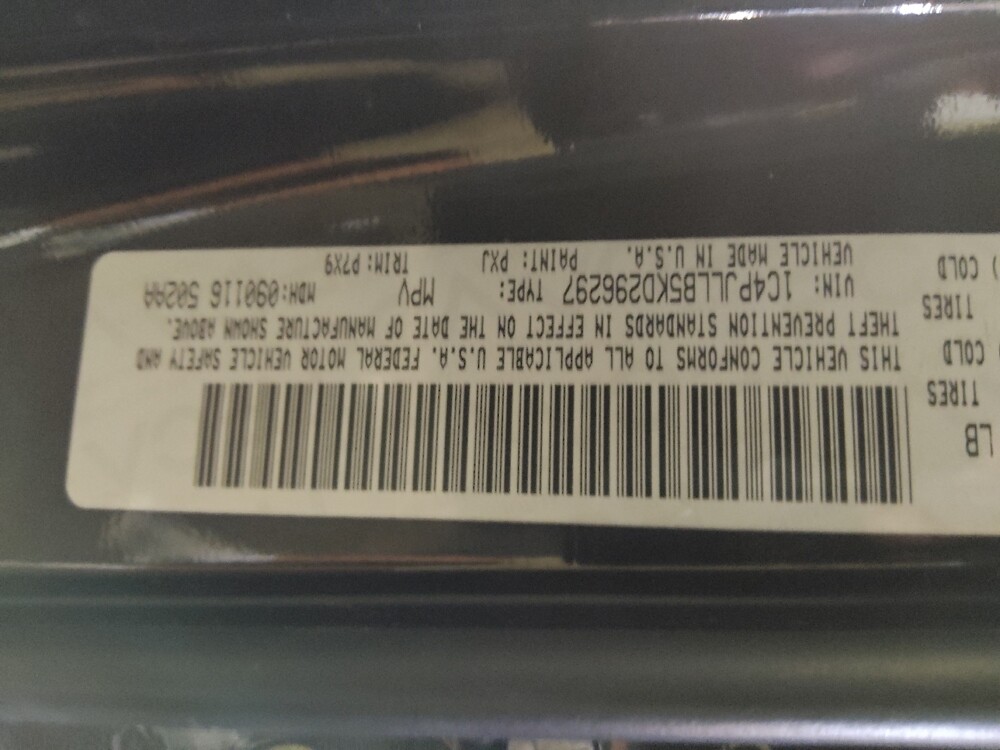 LB
TIRES
) COLD
TIRES
) COLD
THIS VEHICLE CONFORMS TO ALL APPLICABLE U.S.A. FEDERAL MOTOR VEHICLE SAFETY AND
THEFT PREVENTION STANDARDS IN EFFECT ON THE DATE OF MANUFACTURE SHOWN ABOVE.
VIN: 1C4PJLLB5KD296297 TYPE: MPV MDH:090116 502AA
VEHICLE MADE IN U.S.A. PAINT: PXJ TRIM:P7X9